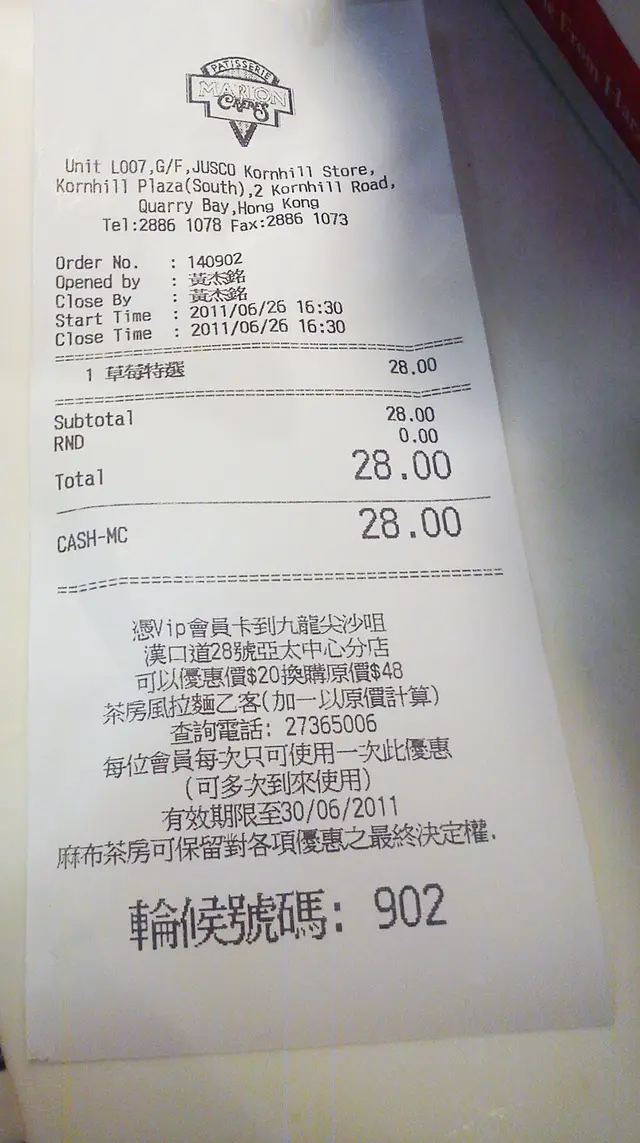 PATISSERIE
MARION
CREPES
Unit L007,G/F,JUSCO Kornhill Store,
Kornhill Plaza(South),2 Kornhill Road,
Quarry Bay,Hong Kong
Tel:2886 1078 Fax:2886 1073
Order No. : 140902
Opened by : 黃杰銘
Close By : 黃杰銘
Start Time : 2011/06/26 16:30
Close Time : 2011/06/26 16:30
1 草莓特選 28.00
Subtotal 28.00
RND 0.00
Total 28.00
CASH-MC 28.00
憑Vip會員卡到九龍尖沙咀
漢口道28號亞太中心分店
可以優惠價$20換購原價$48
茶房風拉麵乙客(加一以原價計算)
查詢電話: 27365006
每位會員每次只可使用一次此優惠
(可多次到來使用)
有效期限至30/06/2011
麻布茶房可保留對各項優惠之最終決定權.
輪候號碼: 902